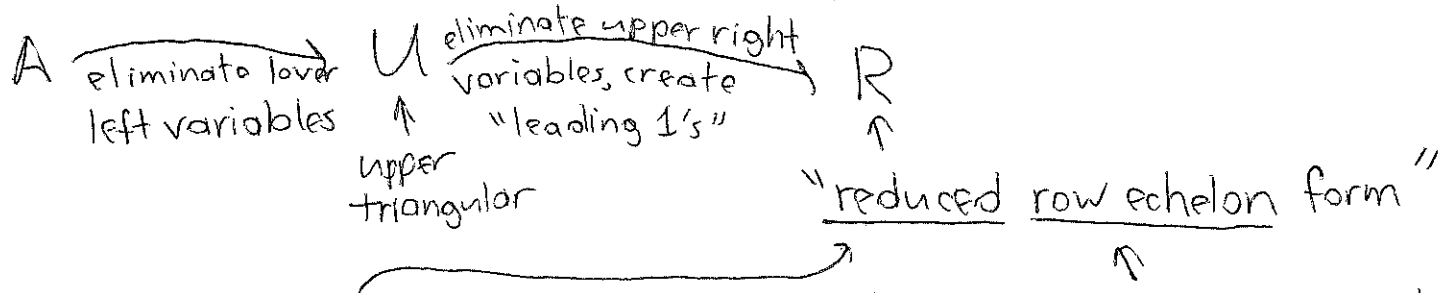 A eliminate lower left variables U eliminate upper right variables, create "leading 1's" R
↑ upper triangular
↑
"reduced row echelon form"
↑